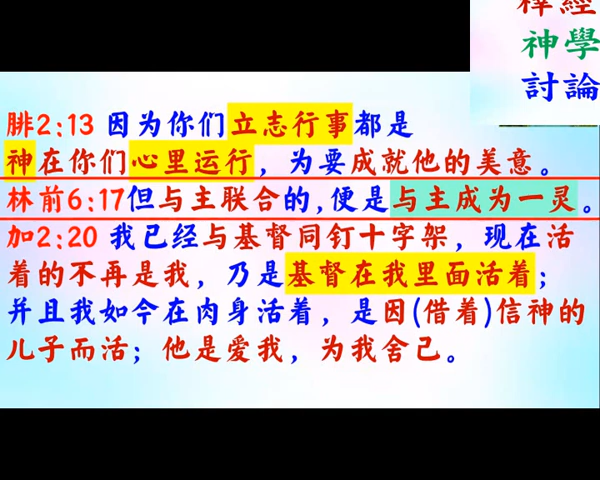 釋經
神學
討論
腓2:13 因为你们立志行事都是
神在你们心里运行，为要成就他的美意。
林前6:17但与主联合的,便是与主成为一灵。
加2:20 我已经与基督同钉十字架，现在活
着的不再是我，乃是基督在我里面活着；
并且我如今在肉身活着，是因(借着)信神的
儿子而活；他是爱我，为我舍己。